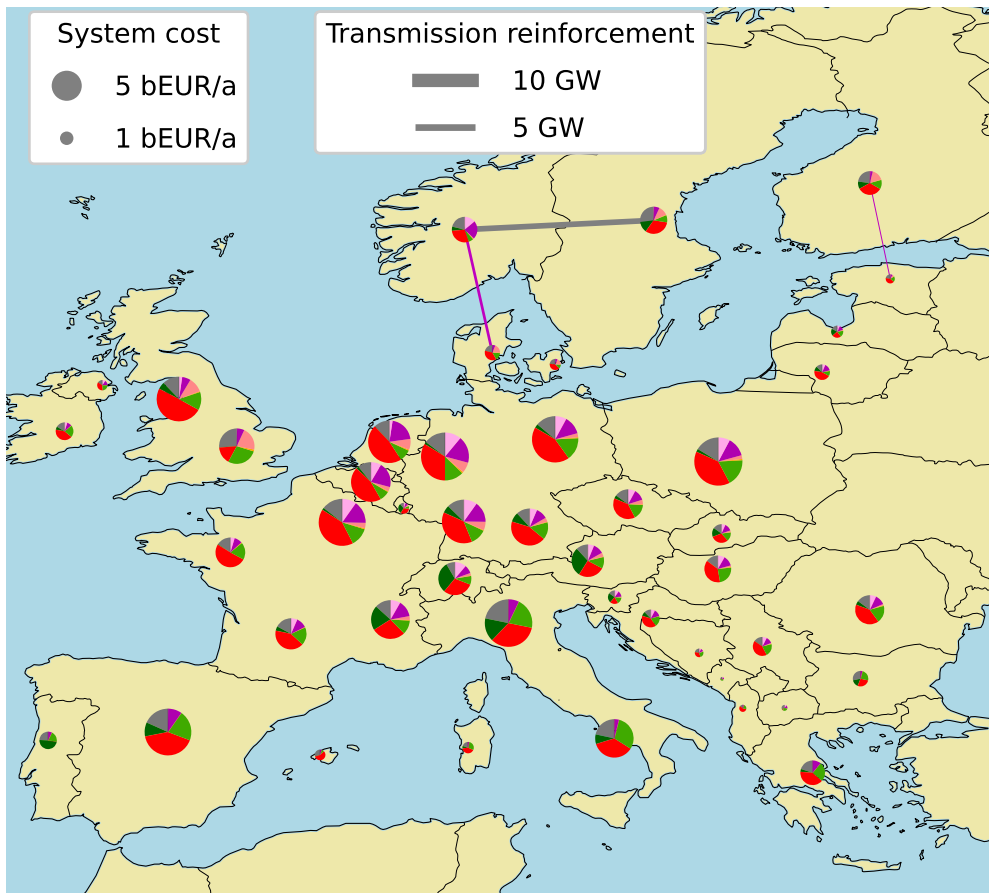 System cost
5 bEUR/a
1 bEUR/a
Transmission reinforcement
10 GW
5 GW